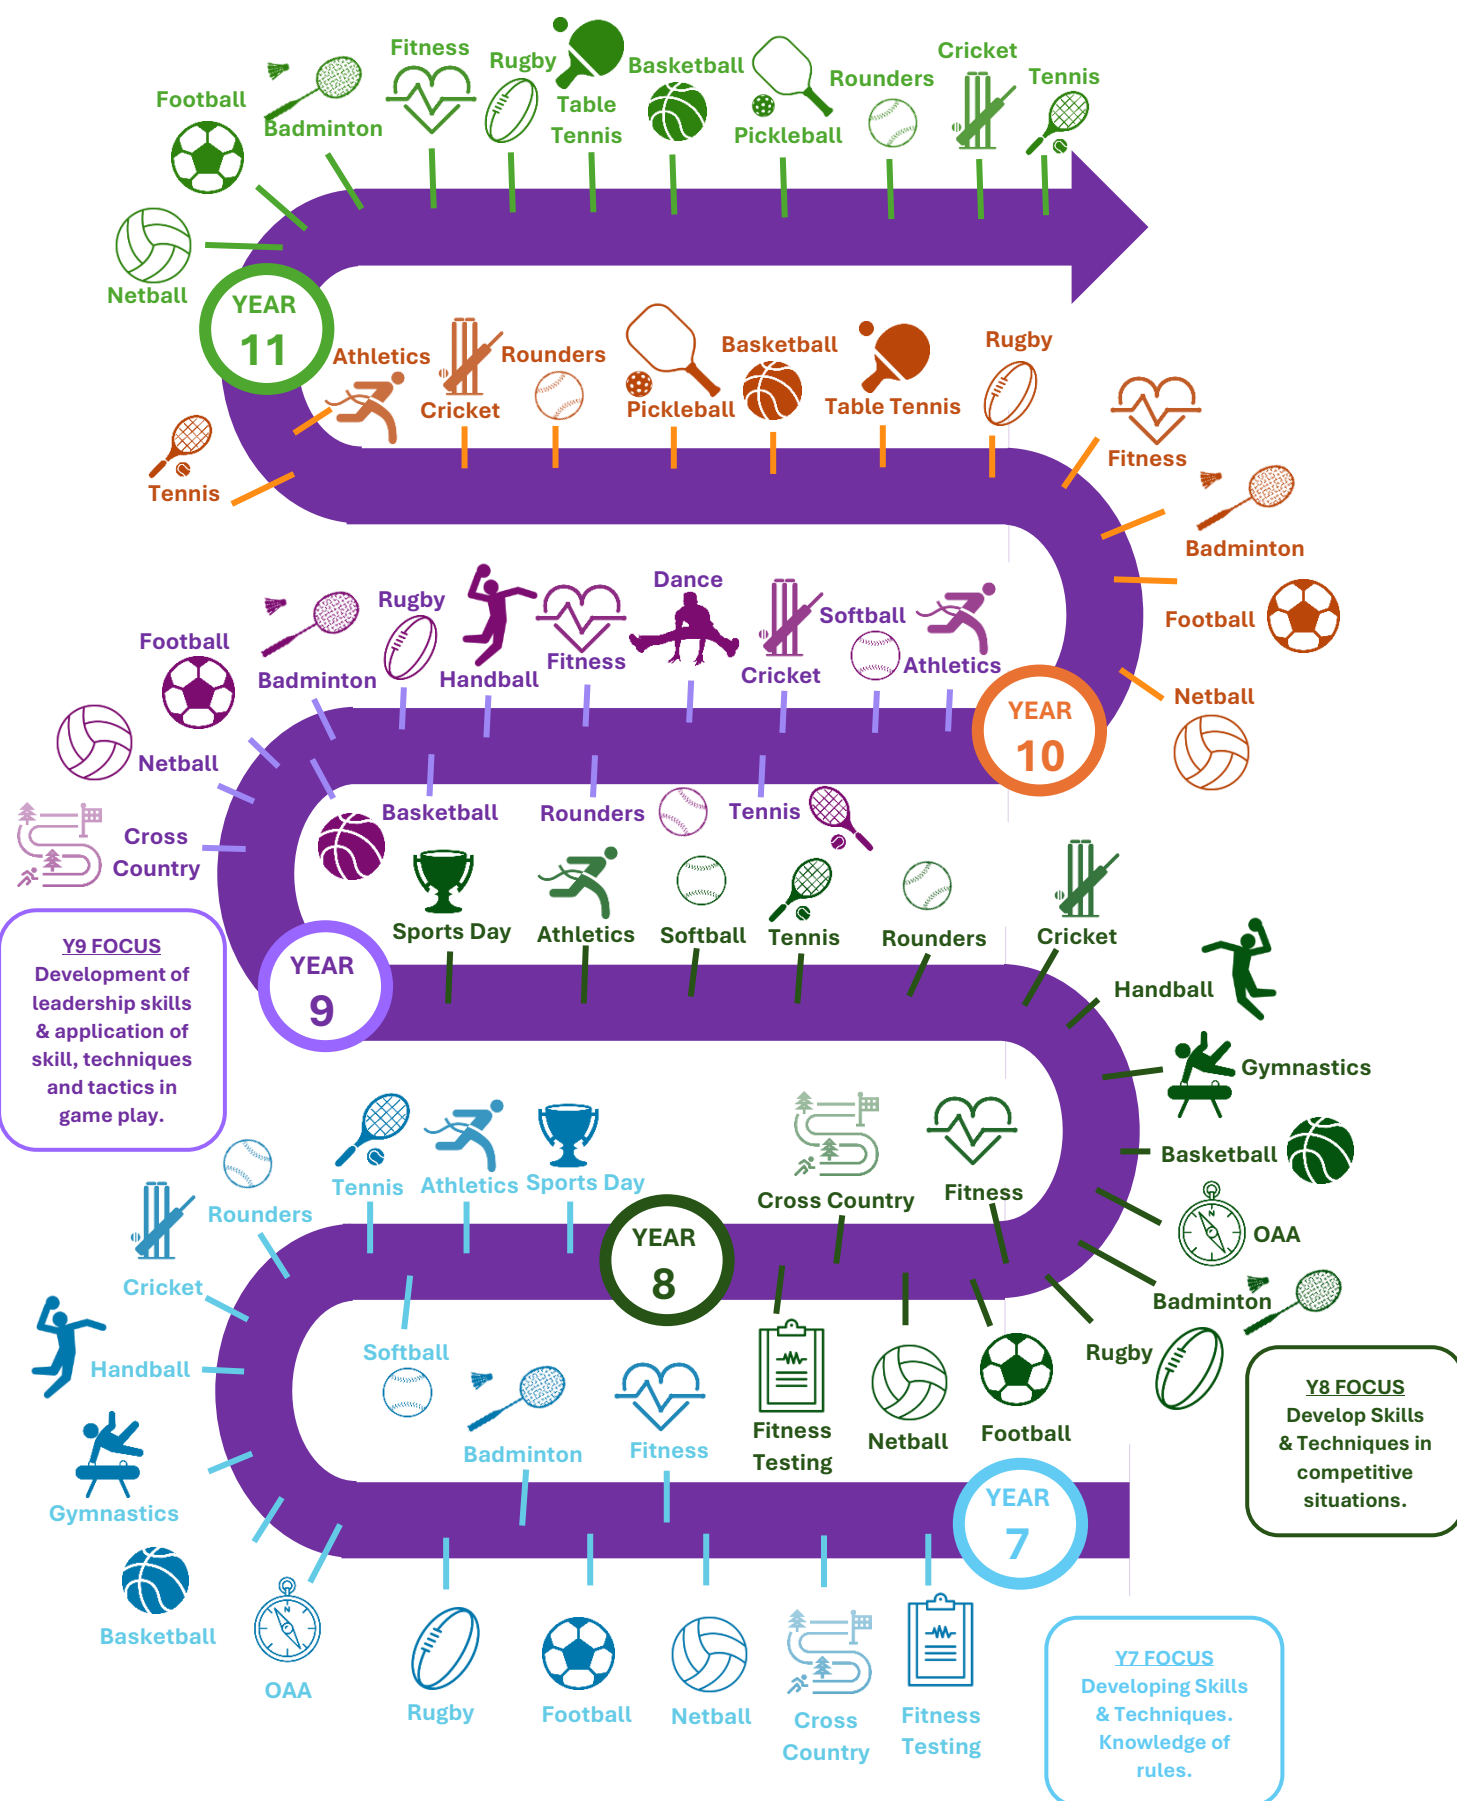 Fitness
Rugby
Basketball
Cricket
Tennis
Rounders
Football
Badminton
Table
Tennis
Pickleball
Netball
YEAR
11
Athletics
Rounders
Basketball
Rugby
Cricket
Pickleball
Table Tennis
Fitness
Tennis
Badminton
Football
Netball
YEAR
10
Dance
Rugby
Softball
Football
Badminton
Handball
Fitness
Cricket
Athletics
Netball
Basketball
Rounders
Tennis
Cross
Country
Y9 FOCUS
Development of
leadership skills
& application of
skill, techniques
and tactics in
game play.
YEAR
9
Sports Day
Athletics
Softball
Tennis
Rounders
Cricket
Handball
Gymnastics
Basketball
OAA
Badminton
Rugby
Cross Country
Fitness
YEAR
8
Fitness
Testing
Netball
Football
Y8 FOCUS
Develop Skills
& Techniques in
competitive
situations.
Tennis
Athletics
Sports Day
Rounders
Cricket
Handball
Softball
Badminton
Fitness
Gymnastics
Basketball
OAA
YEAR
7
Rugby
Football
Netball
Cross
Country
Fitness
Testing
Y7 FOCUS
Developing Skills
& Techniques.
Knowledge of
rules.
N
N